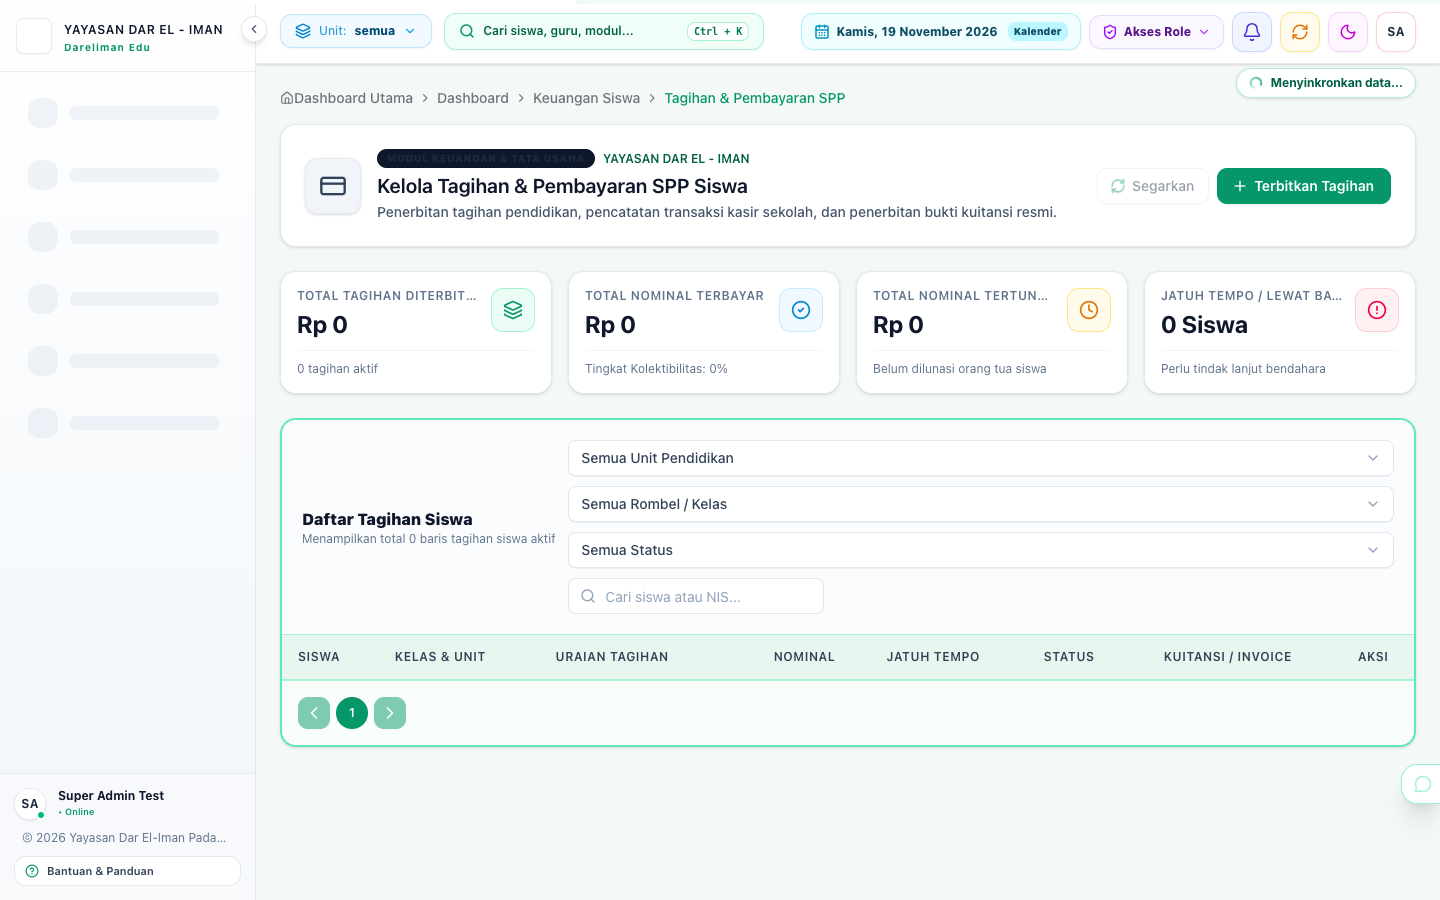 YAYASAN DAR EL - IMAN
Dareliman Edu
Unit: semua
Cari siswa, guru, modul...
Ctrl + K
Kamis, 19 November 2026
Kalender
Akses Role
SA
Menyinkronkan data...
Dashboard Utama > Dashboard > Keuangan Siswa > Tagihan & Pembayaran SPP
MODUL KEUANGAN & TATA USAHA
YAYASAN DAR EL - IMAN
Kelola Tagihan & Pembayaran SPP Siswa
Penerbitan tagihan pendidikan, pencatatan transaksi kasir sekolah, dan penerbitan bukti kuitansi resmi.
Segarkan
Terbitkan Tagihan
TOTAL TAGIHAN DITERBIT...
Rp 0
0 tagihan aktif
TOTAL NOMINAL TERBAYAR
Rp 0
Tingkat Kolektibilitas: 0%
TOTAL NOMINAL TERTUN...
Rp 0
Belum dilunasi orang tua siswa
JATUH TEMPO / LEWAT BA...
0 Siswa
Perlu tindak lanjut bendahara
Daftar Tagihan Siswa
Menampilkan total 0 baris tagihan siswa aktif
Semua Unit Pendidikan
Semua Rombel / Kelas
Semua Status
Cari siswa atau NIS...
SISWA KELAS & UNIT URAIAN TAGIHAN NOMINAL JATUH TEMPO STATUS KUITANSI / INVOICE AKSI
1
SA
Super Admin Test
• Online
© 2026 Yayasan Dar El-Iman Pada...
Bantuan & Panduan